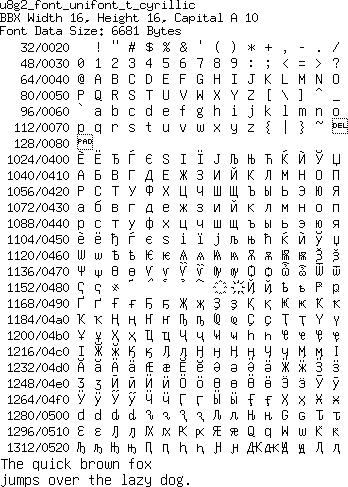 u8g2_font_unifont_t_cyrillic
BBX Width 16, Height 16, Capital A 10
Font Data Size: 6681 Bytes
32/0020 ! " # $ % & ' ( ) * + , - . /
48/0030 0 1 2 3 4 5 6 7 8 9 : ; < = > ?
64/0040 @ A B C D E F G H I J K L M N O
80/0050 P Q R S T U V W X Y Z [ \ ] ^ _
96/0060 ` a b c d e f g h i j k l m n o
112/0070 p q r s t u v w x y z { | } ~ DEL
128/0080 PAD
1024/0400 Ѐ Ё Ђ Ѓ Є Ѕ І Ї Ј Љ Њ Ћ Ќ Ѝ Ў Џ
1040/0410 А Б В Г Д Е Ж З И Й К Л М Н О П
1056/0420 Р С Т У Ф Х Ц Ч Ш Щ Ъ Ы Ь Э Ю Я
1072/0430 а б в г д е ж з и й к л м н о п
1088/0440 р с т у ф х ц ч ш щ ъ ы ь э ю я
1104/0450 ѐ ё ђ ѓ є ѕ і ї ј љ њ ћ ќ ѝ ў џ
1120/0460 Ѡ ѡ Ѣ ѣ Ѥ ѥ Ѧ ѧ Ѩ ѩ Ѫ ѫ Ѭ ѭ Ѯ ѯ
1136/0470 Ѱ ѱ Ѳ ѳ Ѵ ѵ Ѷ ѷ Ѹ ѹ Ѻ ѻ Ѽ ѽ Ѿ ѿ
1152/0480 Ҁ ҁ ҂ ҃ ҄ ҅ ҆ ҇ ҈ ҉ Ҋ ҋ Ҍ ҍ Ҏ ҏ
1168/0490 Ґ ґ Ғ ғ Ҕ ҕ Җ җ Ҙ ҙ Қ қ Ҝ ҝ Ҟ ҟ
1184/04a0 Ҡ ҡ Ң ң Ҥ ҥ Ҧ ҧ Ҩ ҩ Ҫ ҫ Ҭ ҭ Ү ү
1200/04b0 Ұ ұ Ҳ ҳ Ҵ ҵ Ҷ ҷ Ҹ ҹ Һ һ Ҽ ҽ Ҿ ҿ
1216/04c0 Ӏ Ӂ ӂ Ӄ ӄ Ӆ ӆ Ӈ ӈ Ӊ ӊ Ӌ ӌ Ӎ ӎ ӏ
1232/04d0 Ӑ ӑ Ӓ ӓ Ӕ ӕ Ӗ ӗ Ә ә Ӛ ӛ Ӝ ӝ Ӟ ӟ
1248/04e0 Ӡ ӡ Ӣ ӣ Ӥ ӥ Ӧ ӧ Ө ө Ӫ ӫ Ӭ ӭ Ӯ ӯ
1264/04f0 Ӱ ӱ Ӳ ӳ Ӵ ӵ Ӷ ӷ Ӹ ӹ Ӻ ӻ Ӽ ӽ Ӿ ӿ
1280/0500 Ԁ ԁ Ԃ ԃ Ԅ ԅ Ԇ ԇ Ԉ ԉ Ԋ ԋ Ԍ ԍ Ԏ ԏ
1296/0510 Ԑ ԑ Ԓ ԓ Ԕ ԕ Ԗ ԗ Ԙ ԙ Ԛ ԛ Ԝ ԝ Ԟ ԟ
1312/0520 Ԡ ԡ Ԣ ԣ Ԥ ԥ Ԧ ԧ Ԩ ԩ Ԫ ԫ Ԭ ԭ Ԯ ԯ
The quick brown fox
jumps over the lazy dog.